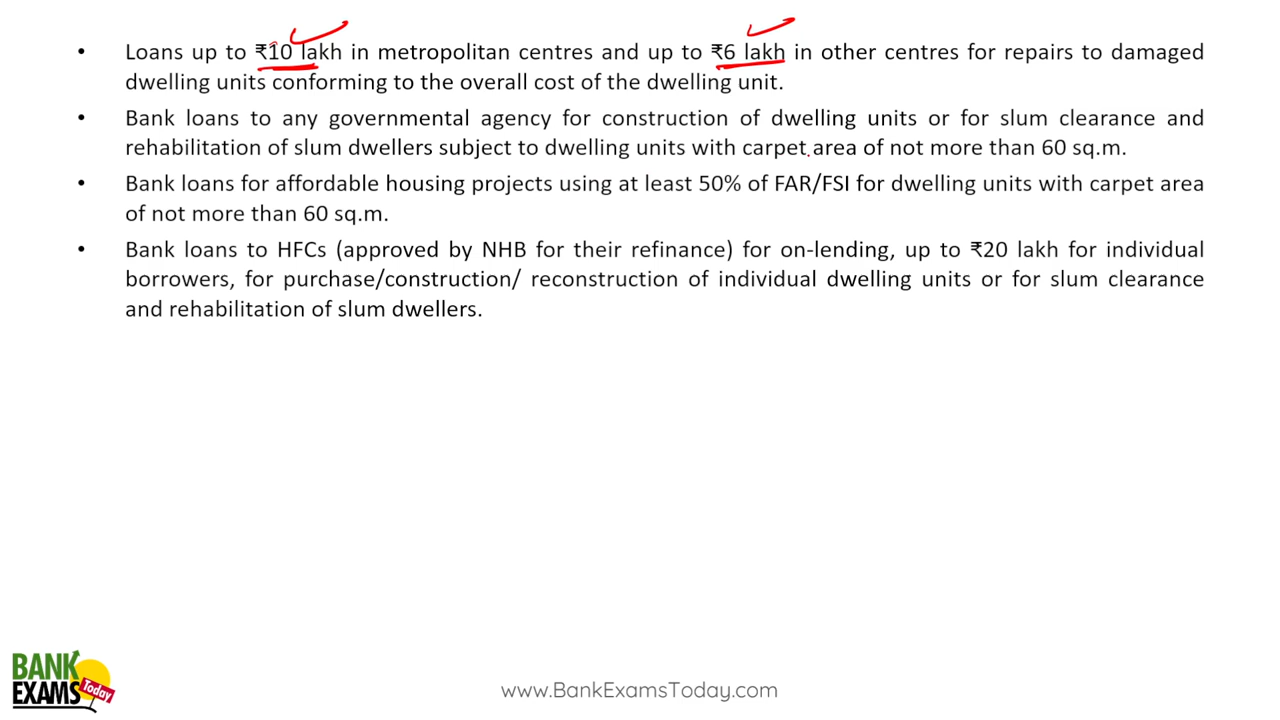 • Loans up to ₹10 lakh in metropolitan centres and up to ₹6 lakh in other centres for repairs to damaged
dwelling units conforming to the overall cost of the dwelling unit.
• Bank loans to any governmental agency for construction of dwelling units or for slum clearance and
rehabilitation of slum dwellers subject to dwelling units with carpet area of not more than 60 sq.m.
• Bank loans for affordable housing projects using at least 50% of FAR/FSI for dwelling units with carpet area
of not more than 60 sq.m.
• Bank loans to HFCs (approved by NHB for their refinance) for on-lending, up to ₹20 lakh for individual
borrowers, for purchase/construction/ reconstruction of individual dwelling units or for slum clearance
and rehabilitation of slum dwellers.
BANK
EXAMS Today
www.BankExamsToday.com